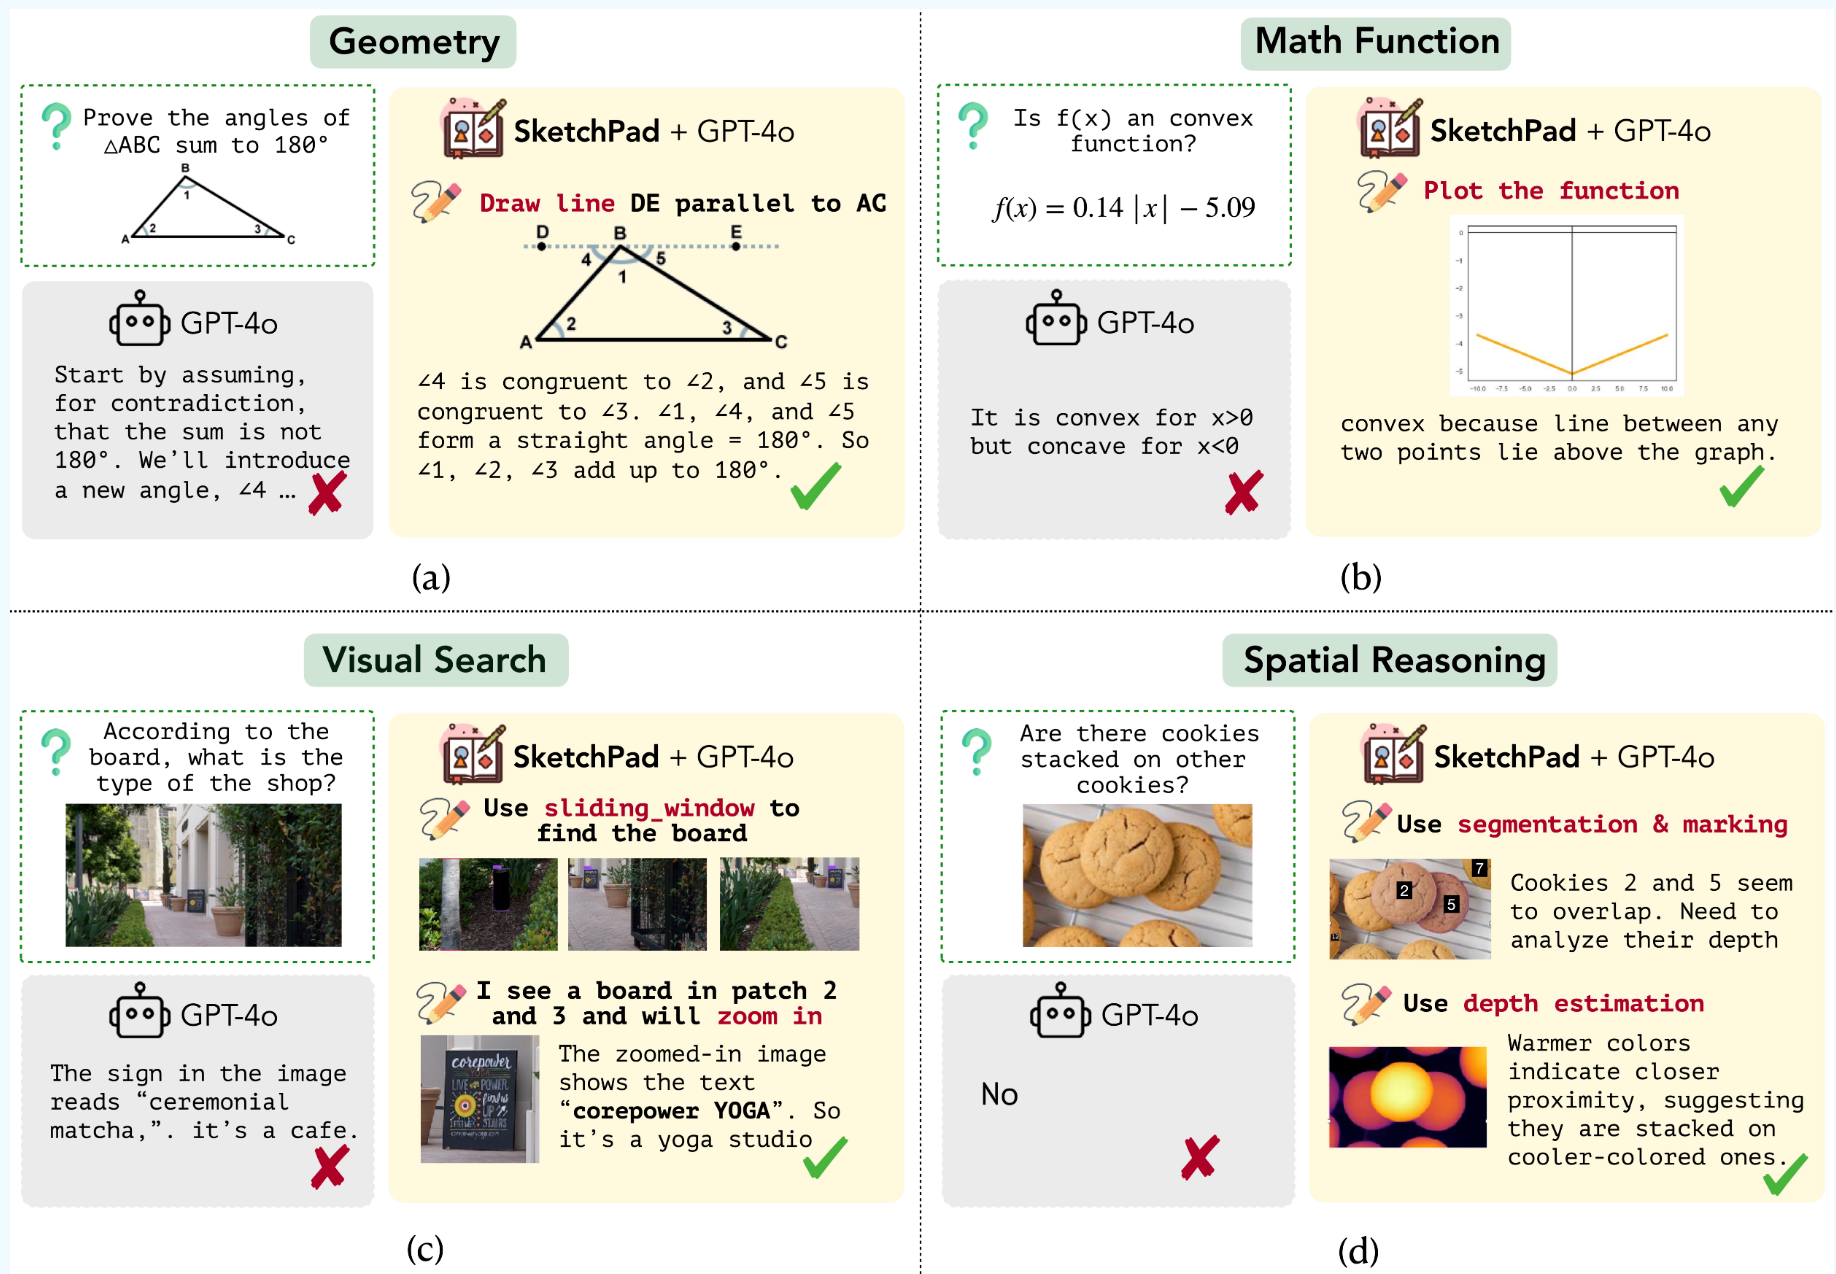 Geometry
Prove the angles of
△ABC sum to 180°
B
1
A
2
3
C
GPT-4o
Start by assuming,
for contradiction,
that the sum is not
180°. We'll introduce
a new angle, ∠4 …
SketchPad + GPT-4o
Draw line DE parallel to AC
D
B
E
4
5
1
2
3
A
C
∠4 is congruent to ∠2, and ∠5 is
congruent to ∠3. ∠1, ∠4, and ∠5
form a straight angle = 180°. So
∠1, ∠2, ∠3 add up to 180°.
(a)
Math Function
Is f(x) an convex
function?
f(x) = 0.14 |x| − 5.09
GPT-4o
It is convex for x>0
but concave for x<0
SketchPad + GPT-4o
Plot the function
0
-1
-2
-3
-4
-5
-10.0 -7.5 -5.0 -2.5 0.0 2.5 5.0 7.5 10.0
convex because line between any
two points lie above the graph.
(b)
Visual Search
According to the
board, what is the
type of the shop?
GPT-4o
The sign in the image
reads “ceremonial
matcha,”. it's a cafe.
SketchPad + GPT-4o
Use sliding_window to
find the board
I see a board in patch 2
and 3 and will zoom in
corepower
YOGA
LIVE POWER
find us
UP
STAIRS
corepoweryoga.com
The zoomed-in image
shows the text
“corepower YOGA”. So
it's a yoga studio
(c)
Spatial Reasoning
Are there cookies
stacked on other
cookies?
GPT-4o
No
SketchPad + GPT-4o
Use segmentation & marking
7
2
5
12
Cookies 2 and 5 seem
to overlap. Need to
analyze their depth
Use depth estimation
Warmer colors
indicate closer
proximity, suggesting
they are stacked on
cooler-colored ones.
(d)